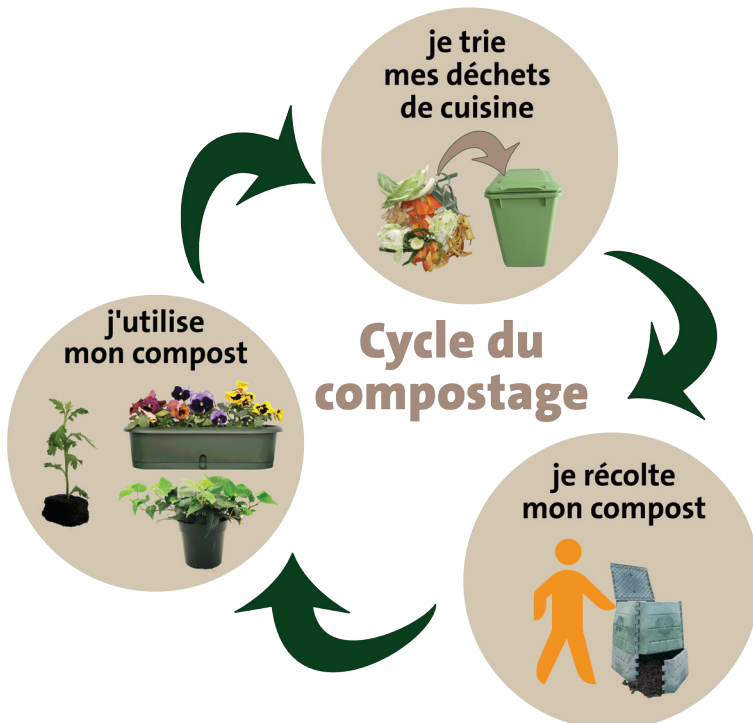 je trie
mes déchets
de cuisine
j'utilise
mon compost
Cycle du
compostage
je récolte
mon compost